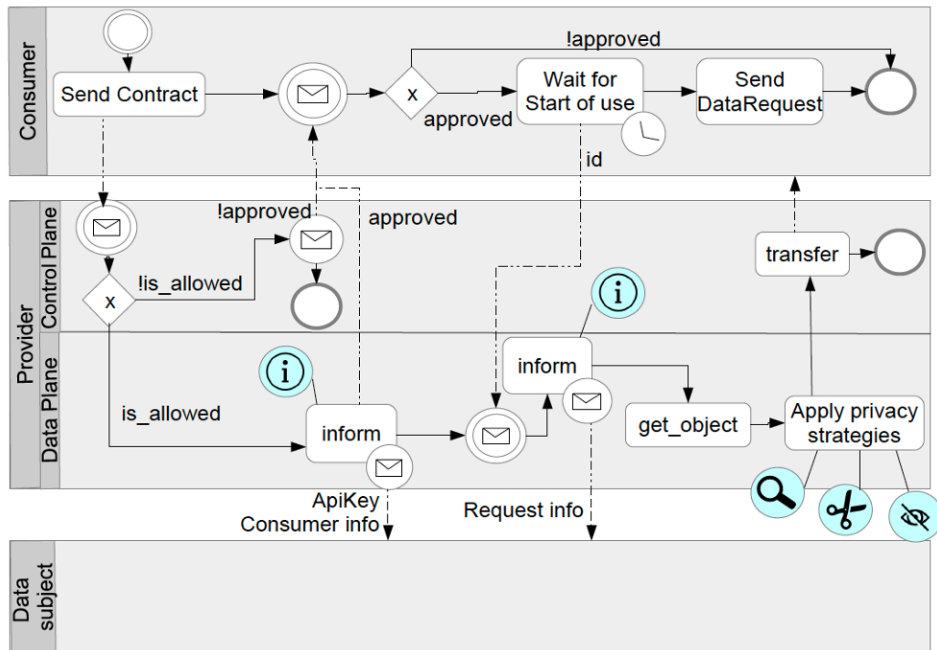 Consumer
Send Contract
x
!approved
approved
Wait for
Start of use
Send
DataRequest
id
Provider
Control Plane
!approved
approved
!is_allowed
x
transfer
i
Data Plane
i
is_allowed
inform
inform
get_object
Apply privacy
strategies
ApiKey
Consumer info
Request info
Data
subject